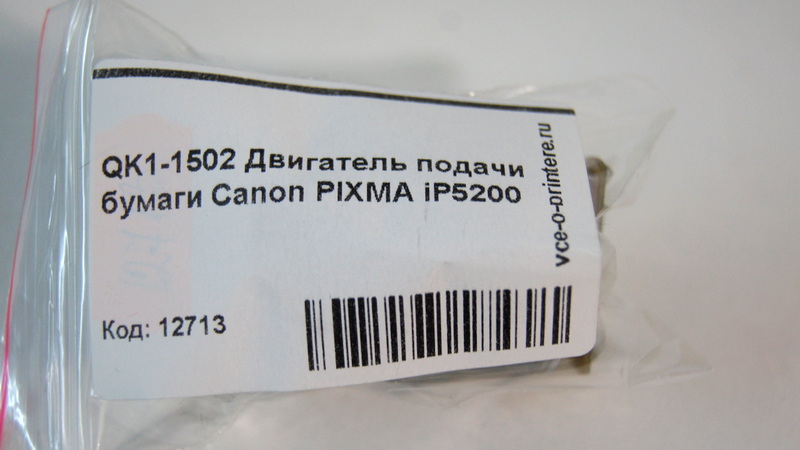 QK1-1502 Двигатель подачи
бумаги Canon PIXMA iP5200
vce-o-printere.ru
Код: 12713